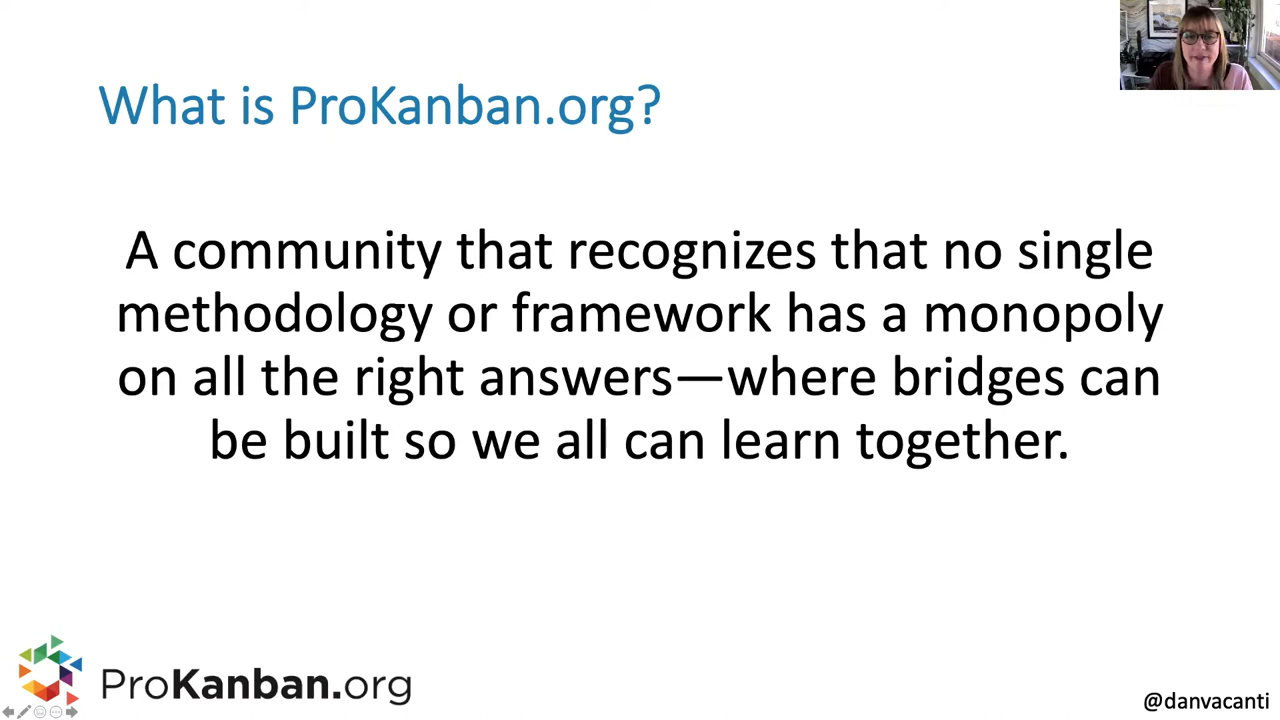 What is ProKanban.org?
A community that recognizes that no single
methodology or framework has a monopoly
on all the right answers—where bridges can
be built so we all can learn together.
ProKanban.org
@danvacanti